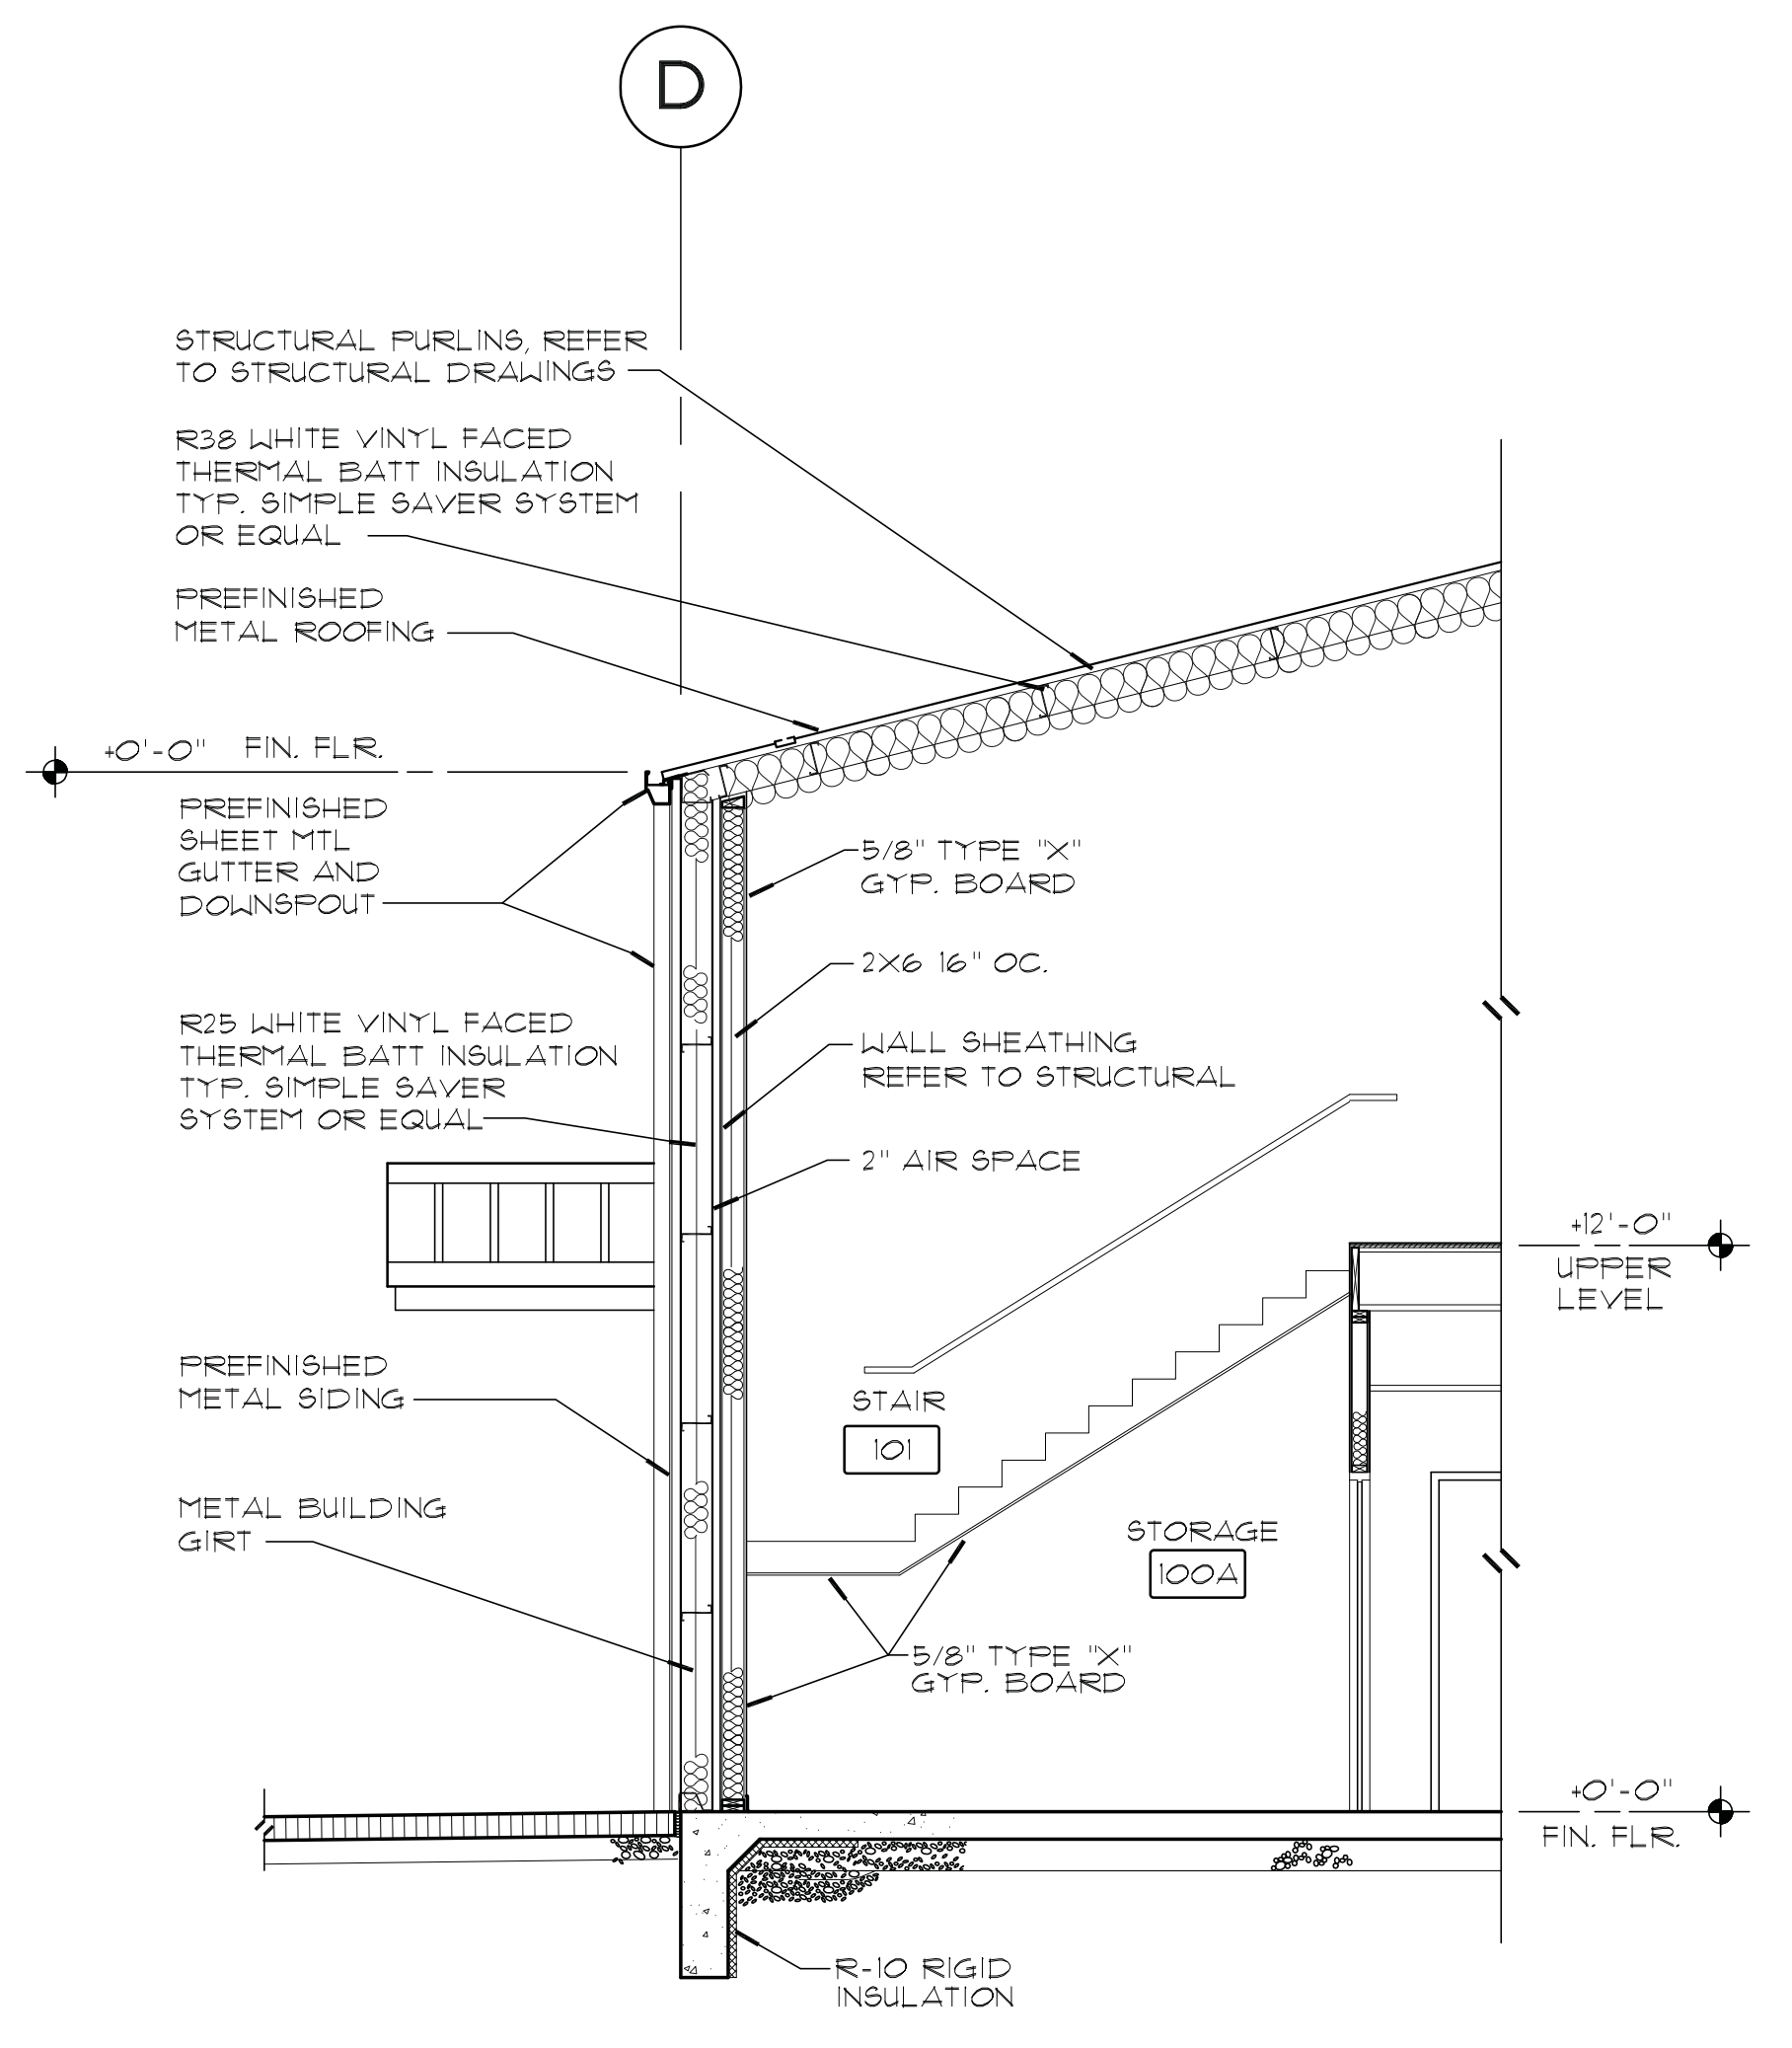 D
STRUCTURAL PURLINS, REFER
TO STRUCTURAL DRAWINGS
R38 WHITE VINYL FACED
THERMAL BATT INSULATION
TYP. SIMPLE SAVER SYSTEM
OR EQUAL
PREFINISHED
METAL ROOFING
+0'-0" FIN. FLR.
PREFINISHED
SHEET MTL
GUTTER AND
DOWNSPOUT
R25 WHITE VINYL FACED
THERMAL BATT INSULATION
TYP. SIMPLE SAVER
SYSTEM OR EQUAL
PREFINISHED
METAL SIDING
METAL BUILDING
GIRT
5/8" TYPE "X"
GYP. BOARD
2X6 16" OC.
WALL SHEATHING
REFER TO STRUCTURAL
2" AIR SPACE
+12'-0"
UPPER
LEVEL
STAIR
101
STORAGE
100A
5/8" TYPE "X"
GYP. BOARD
+0'-0"
FIN. FLR.
R-10 RIGID
INSULATION